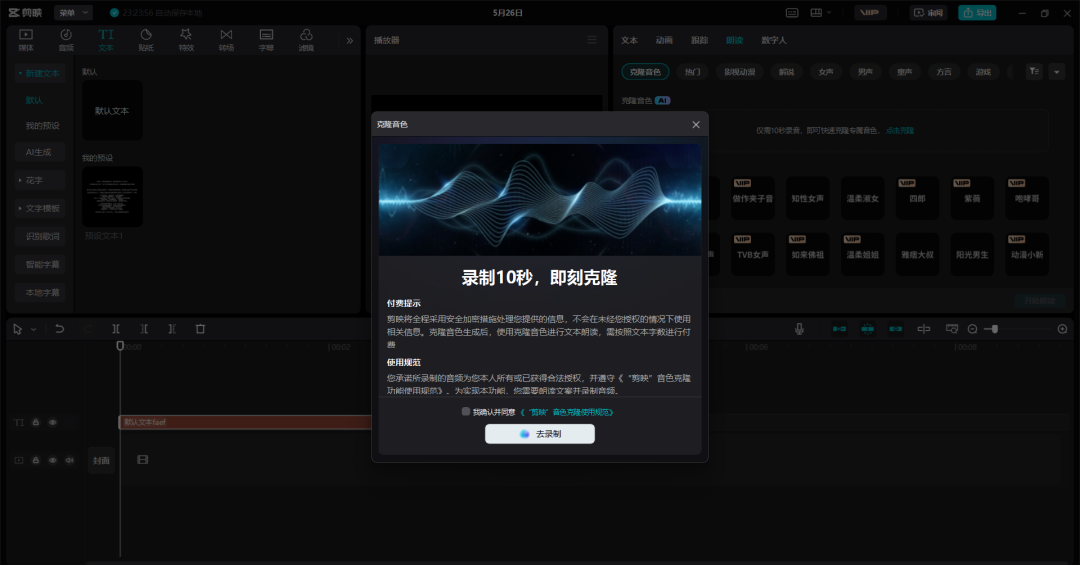 剪映
菜单
23:23:56 自动保存本地
5月26日
VIP
审阅
导出
媒体
音频
文本
贴纸
特效
转场
字幕
滤镜
播放器
文本
动画
跟踪
朗读
数字人
新建文本
默认
我的预设
AI生成
花字
文字模板
识别歌词
智能字幕
本地字幕
默认
默认文本
我的预设
预设文本1
克隆音色
热门
影视动漫
解说
女声
男声
童声
方言
游戏
克隆音色 AI
仅需10秒录音，即可快速克隆专属音色。 点击克隆
VIP
做作夹子音
知性女声
温柔淑女
VIP
四郎
VIP
紫薇
VIP
咆哮哥
VIP
TVB女声
VIP
如来佛祖
VIP
温柔姐姐
雅痞大叔
阳光男生
VIP
动漫小新
开始朗读
克隆音色
录制10秒，即刻克隆
付费提示
剪映将全程采用安全加密措施处理您提供的信息，不会在未经您授权的情况下使用
相关信息。克隆音色生成后，使用克隆音色进行文本朗读，需按照文本字数进行付
费
使用规范
您承诺所录制的音频为您本人所有或已获得合法授权，并遵守《“剪映”音色克隆
功能使用规范》。为实现本功能，您需要朗读文案并录制音频。
我确认并同意 《“剪映”音色克隆使用规范》
去录制
00:00
00:02
00:06
00:08
TI
默认文本fasf
封面